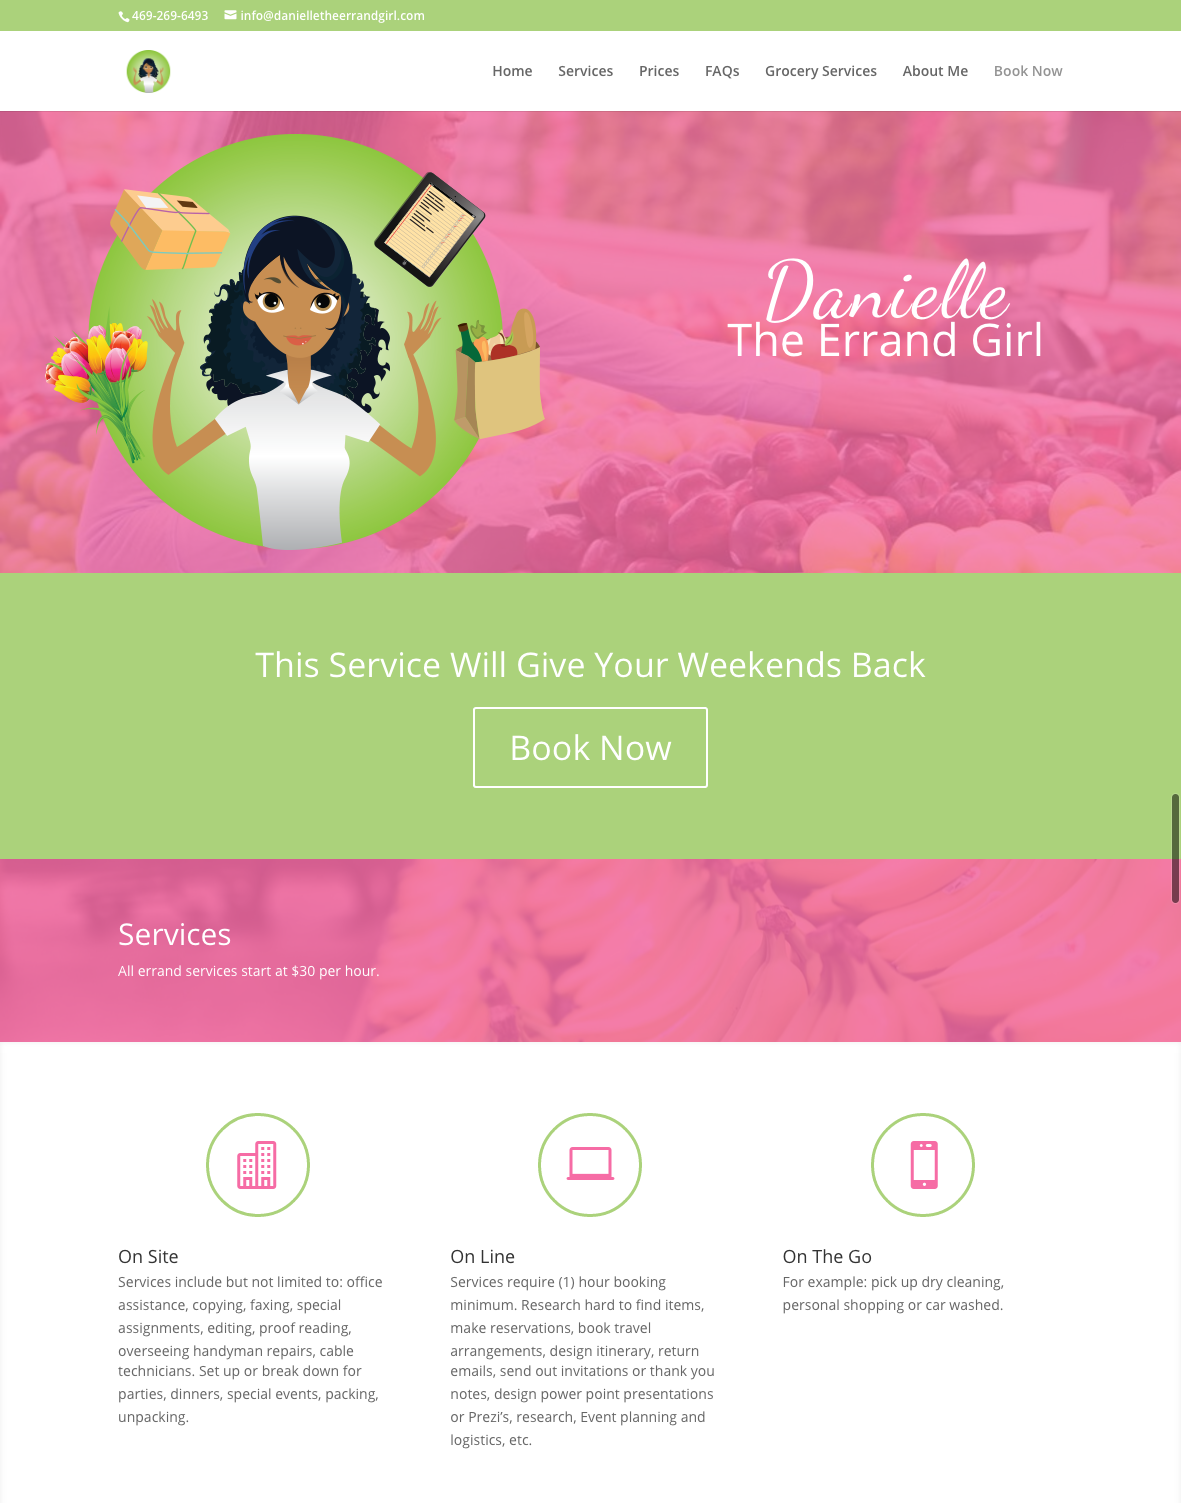 469-269-6493 info@danielletheerrandgirl.com
Home Services Prices FAQs Grocery Services About Me Book Now
Danielle
The Errand Girl
This Service Will Give Your Weekends Back
Book Now
Services
All errand services start at $30 per hour.
On Site
Services include but not limited to: office
assistance, copying, faxing, special
assignments, editing, proof reading,
overseeing handyman repairs, cable
technicians. Set up or break down for
parties, dinners, special events, packing,
unpacking.
On Line
Services require (1) hour booking
minimum. Research hard to find items,
make reservations, book travel
arrangements, design itinerary, return
emails, send out invitations or thank you
notes, design power point presentations
or Prezi’s, research, Event planning and
logistics, etc.
On The Go
For example: pick up dry cleaning,
personal shopping or car washed.